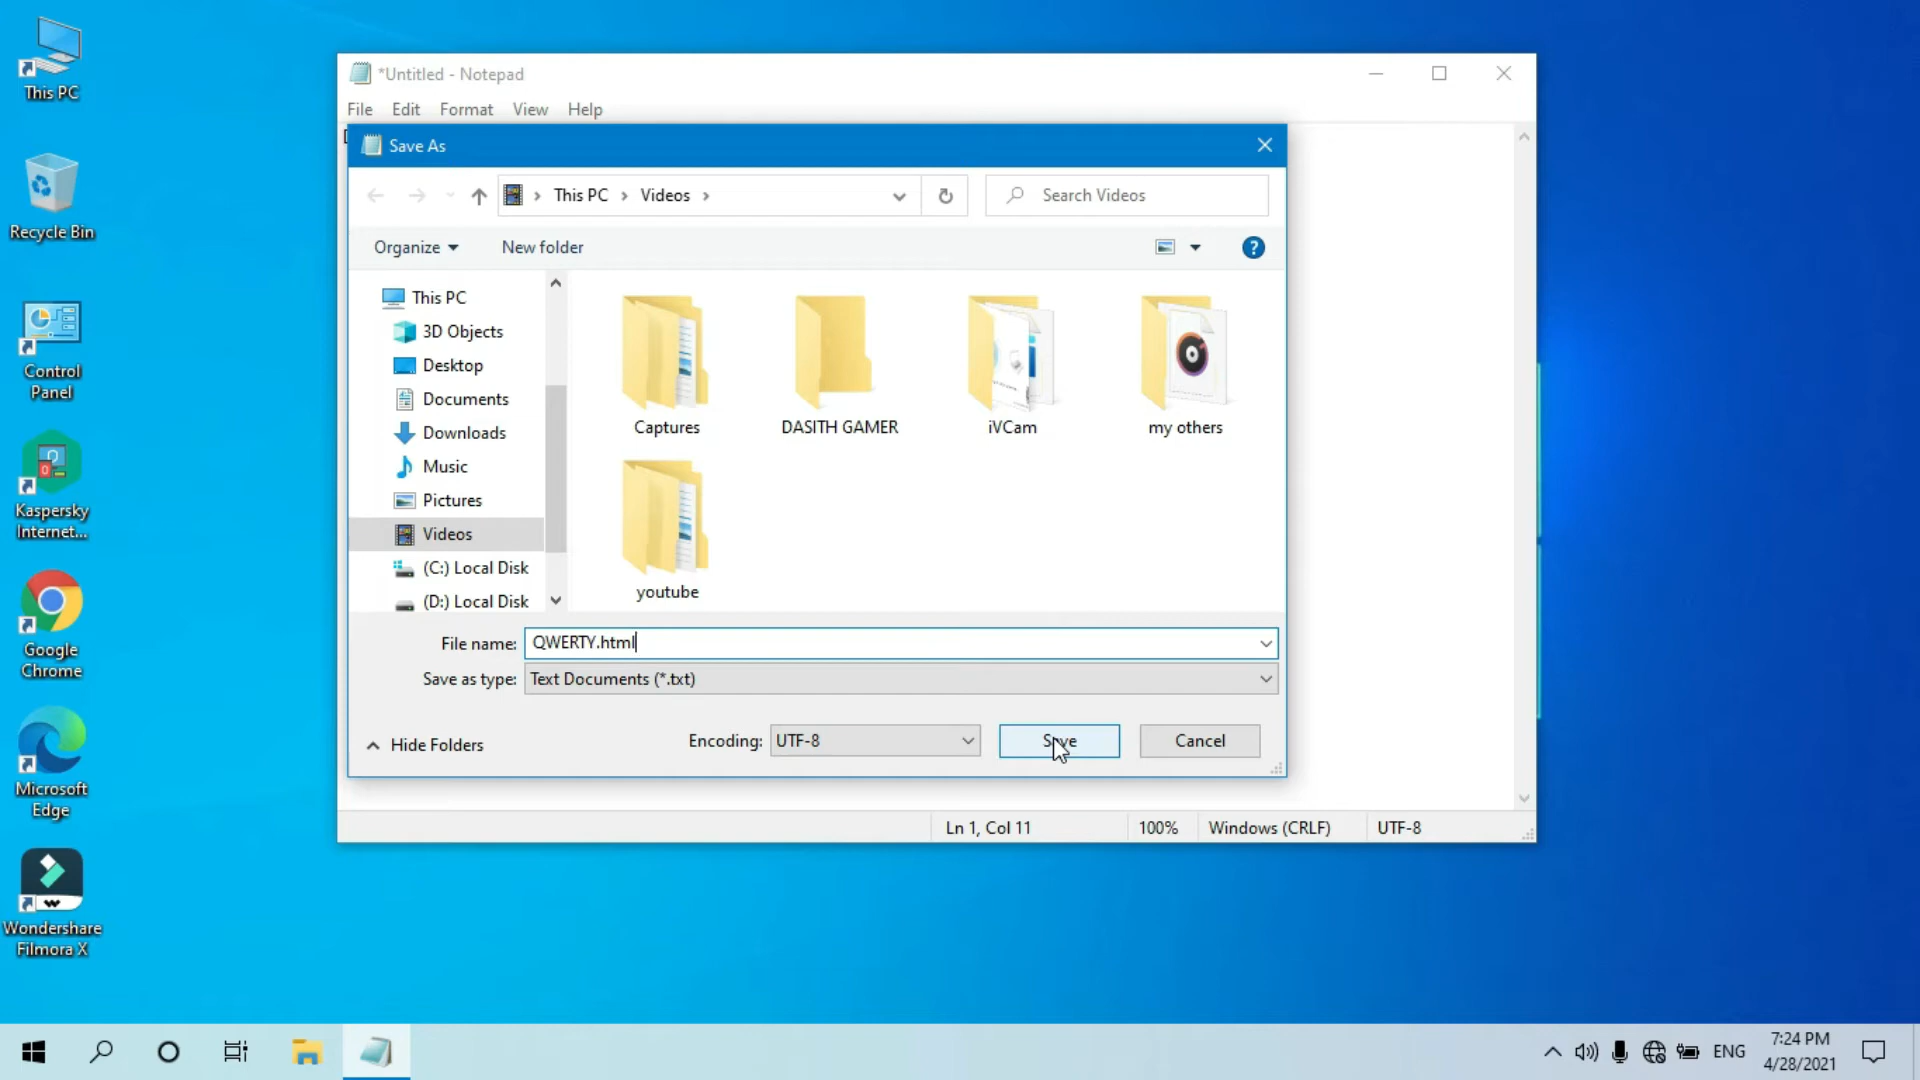 This PC
Recycle Bin
Control
Panel
Kaspersky
Internet...
Google
Chrome
Microsoft
Edge
Wondershare
Filmora X
*Untitled - Notepad
File Edit Format View Help
Save As
This PC Videos
Search Videos
Organize New folder
This PC
3D Objects
Desktop
Documents
Downloads
Music
Pictures
Videos
(C:) Local Disk
(D:) Local Disk
Captures DASITH GAMER iVCam my others
youtube
File name: QWERTY.html
Save as type: Text Documents (*.txt)
Hide Folders Encoding: UTF-8 Save Cancel
Ln 1, Col 11 100% Windows (CRLF) UTF-8
ENG
7:24 PM
4/28/2021